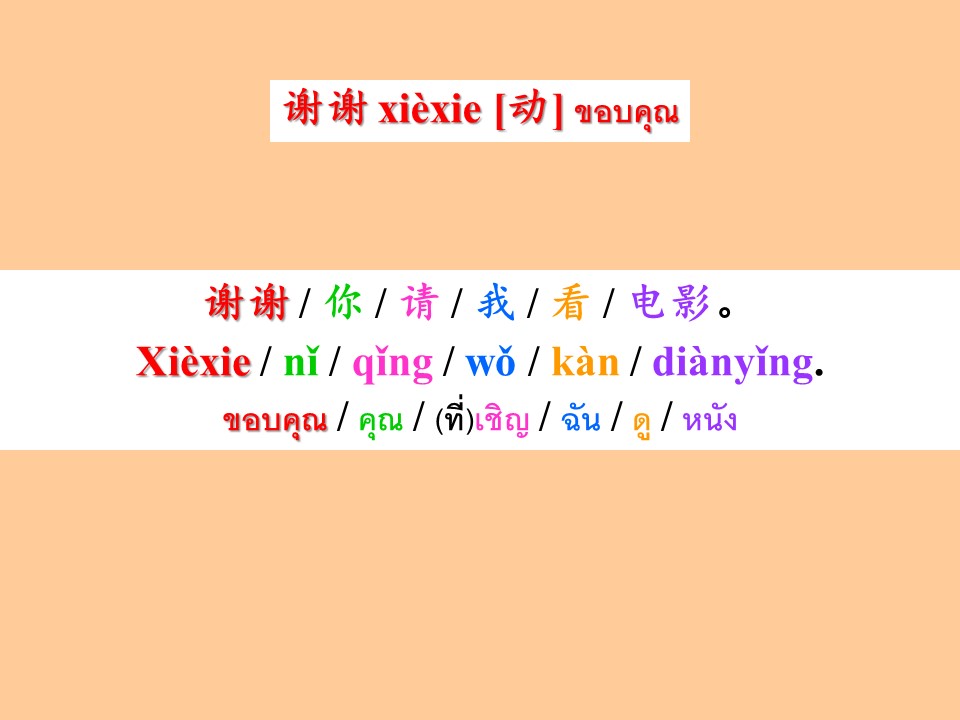 谢谢 xièxie [动] ขอบคุณ
谢谢 / 你 / 请 / 我 / 看 / 电影。
Xièxie / nǐ / qǐng / wǒ / kàn / diànyǐng.
ขอบคุณ / คุณ / (ที่)เชิญ / ฉัน / ดู / หนัง